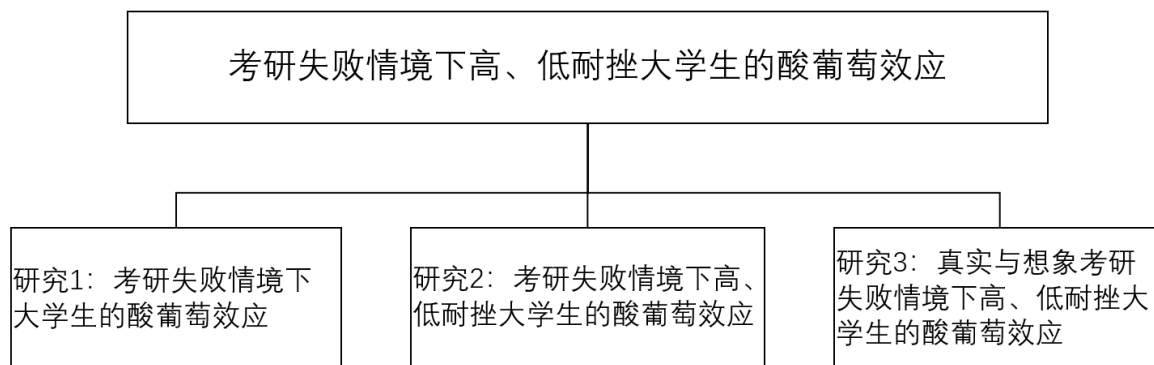 考研失败情境下高、低耐挫大学生的酸葡萄效应
研究1：考研失败情境下
大学生的酸葡萄效应
研究2：考研失败情境下高、
低耐挫大学生的酸葡萄效应
研究3：真实与想象考研
失败情境下高、低耐挫大
学生的酸葡萄效应